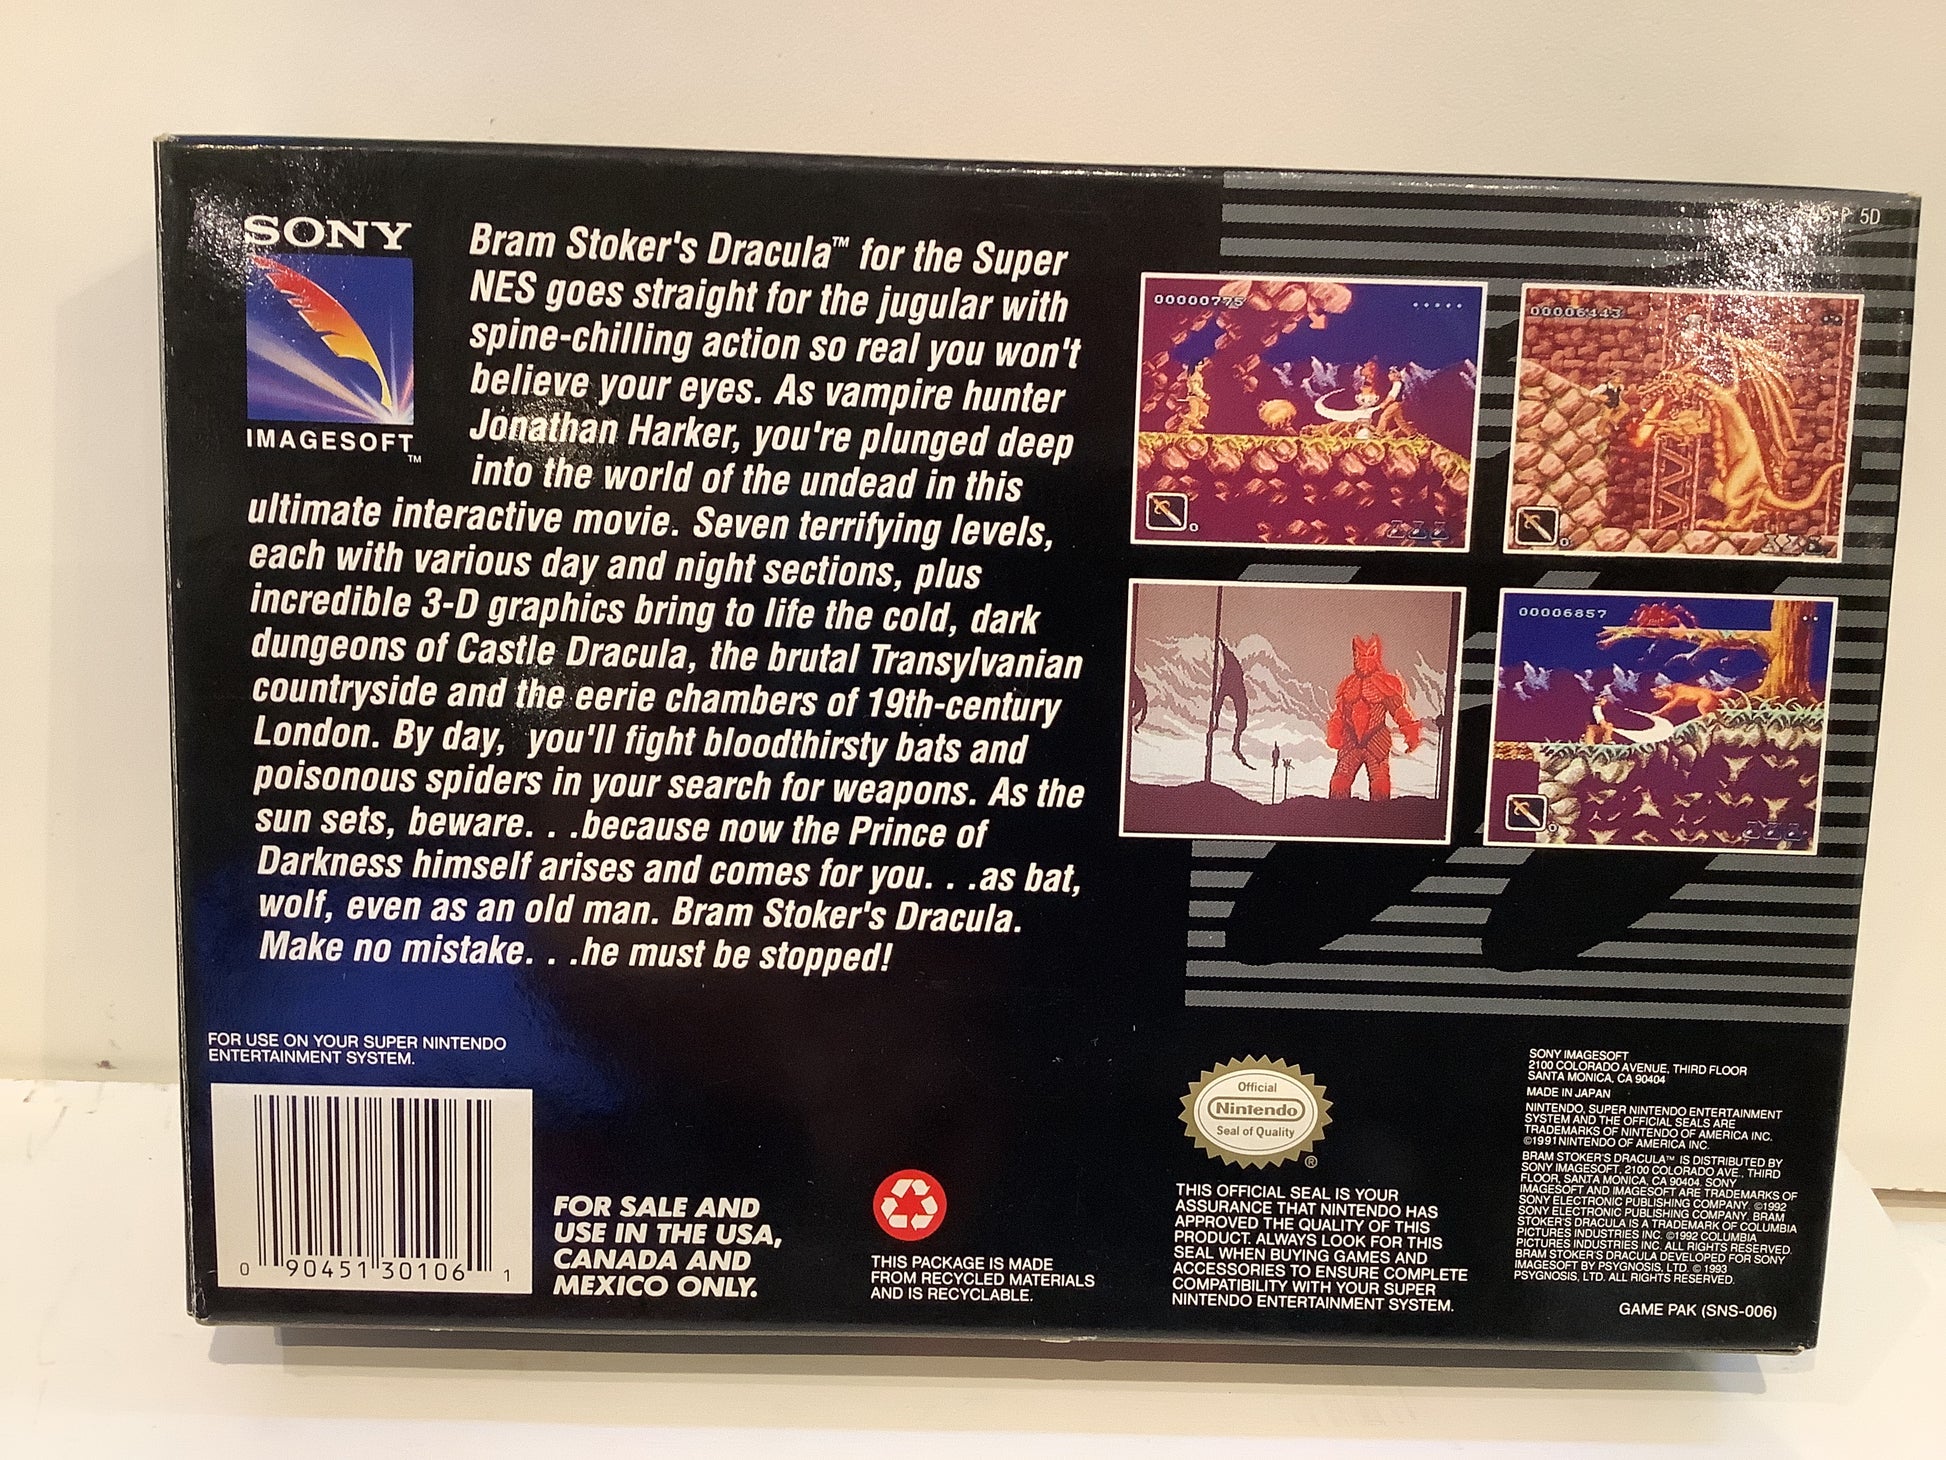 SONY
IMAGESOFT
TM
Bram Stoker's Dracula™ for the Super
NES goes straight for the jugular with
spine-chilling action so real you won't
believe your eyes. As vampire hunter
Jonathan Harker, you're plunged deep
into the world of the undead in this
ultimate interactive movie. Seven terrifying levels,
each with various day and night sections, plus
incredible 3-D graphics bring to life the cold, dark
dungeons of Castle Dracula, the brutal Transylvanian
countryside and the eerie chambers of 19th-century
London. By day, you'll fight bloodthirsty bats and
poisonous spiders in your search for weapons. As the
sun sets, beware. . .because now the Prince of
Darkness himself arises and comes for you. . .as bat,
wolf, even as an old man. Bram Stoker's Dracula.
Make no mistake. . .he must be stopped!
5D
00000775
0
00006443
0
00006857
0
FOR USE ON YOUR SUPER NINTENDO
ENTERTAINMENT SYSTEM.
0 90451 30106 1
FOR SALE AND
USE IN THE USA,
CANADA AND
MEXICO ONLY.
THIS PACKAGE IS MADE
FROM RECYCLED MATERIALS
AND IS RECYCLABLE.
Official
Nintendo
Seal of Quality
®
THIS OFFICIAL SEAL IS YOUR
ASSURANCE THAT NINTENDO HAS
APPROVED THE QUALITY OF THIS
PRODUCT. ALWAYS LOOK FOR THIS
SEAL WHEN BUYING GAMES AND
ACCESSORIES TO ENSURE COMPLETE
COMPATIBILITY WITH YOUR SUPER
NINTENDO ENTERTAINMENT SYSTEM.
SONY IMAGESOFT
2100 COLORADO AVENUE, THIRD FLOOR
SANTA MONICA, CA 90404
MADE IN JAPAN
NINTENDO, SUPER NINTENDO ENTERTAINMENT
SYSTEM AND THE OFFICIAL SEALS ARE
TRADEMARKS OF NINTENDO OF AMERICA INC.
©1991 NINTENDO OF AMERICA INC.
BRAM STOKER'S DRACULA™ IS DISTRIBUTED BY
SONY IMAGESOFT, 2100 COLORADO AVE., THIRD
FLOOR, SANTA MONICA, CA 90404. SONY
IMAGESOFT AND IMAGESOFT ARE TRADEMARKS OF
SONY ELECTRONIC PUBLISHING COMPANY. ©1992
SONY ELECTRONIC PUBLISHING COMPANY. BRAM
STOKER'S DRACULA IS A TRADEMARK OF COLUMBIA
PICTURES INDUSTRIES INC. ©1992 COLUMBIA
PICTURES INDUSTRIES INC. ALL RIGHTS RESERVED.
BRAM STOKER'S DRACULA DEVELOPED FOR SONY
IMAGESOFT BY PSYGNOSIS, LTD. © 1993
PSYGNOSIS, LTD. ALL RIGHTS RESERVED.
GAME PAK (SNS-006)